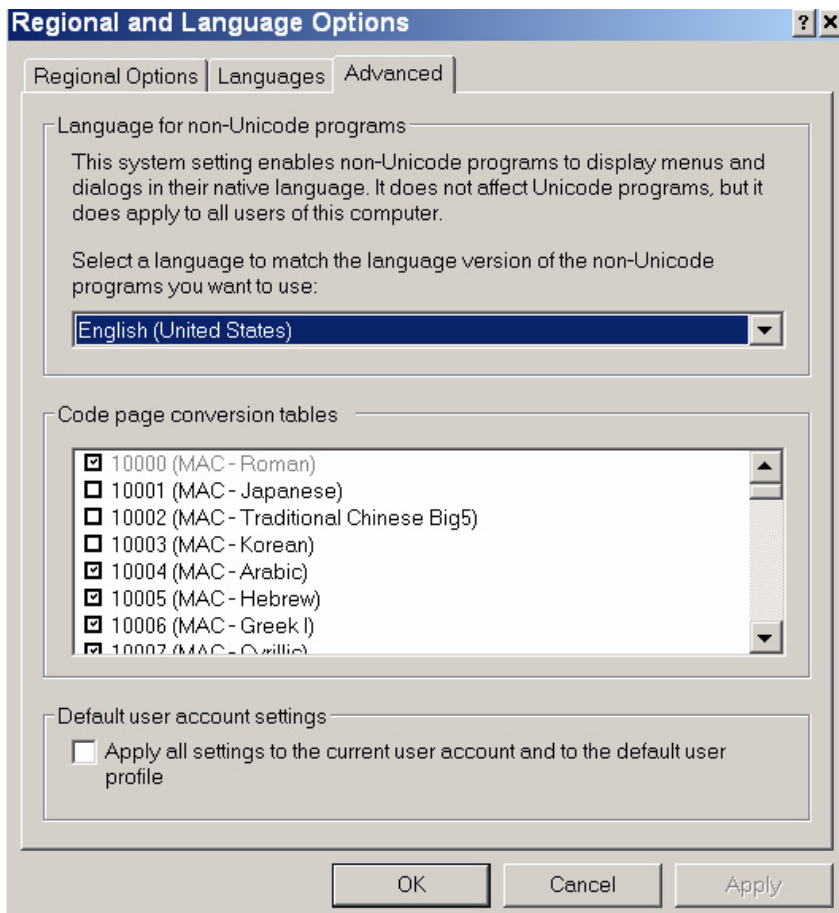 Regional and Language Options
Regional Options Languages Advanced
Language for non-Unicode programs
This system setting enables non-Unicode programs to display menus and
dialogs in their native language. It does not affect Unicode programs, but it
does apply to all users of this computer.
Select a language to match the language version of the non-Unicode
programs you want to use:
English (United States)
Code page conversion tables
10000 (MAC - Roman)
10001 (MAC - Japanese)
10002 (MAC - Traditional Chinese Big5)
10003 (MAC - Korean)
10004 (MAC - Arabic)
10005 (MAC - Hebrew)
10006 (MAC - Greek I)
10007 (MAC - Cyrillic)
Default user account settings
Apply all settings to the current user account and to the default user
profile
OK Cancel Apply